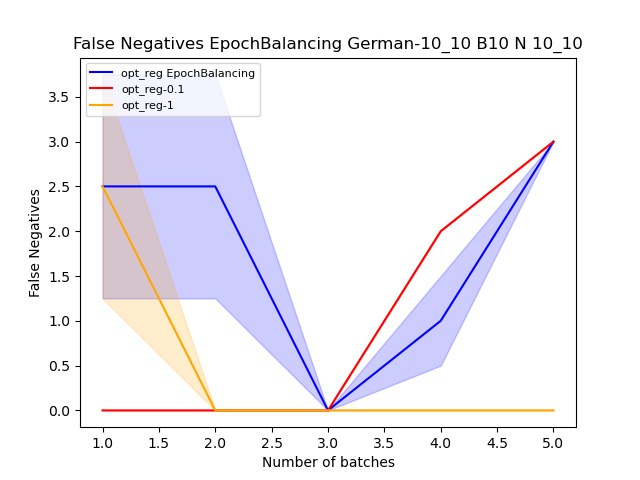 False Negatives EpochBalancing German-10_10 B10 N 10_10
opt_reg EpochBalancing
opt_reg-0.1
opt_reg-1
3.5
3.0
2.5
2.0
1.5
1.0
0.5
0.0
False Negatives
1.0 1.5 2.0 2.5 3.0 3.5 4.0 4.5 5.0
Number of batches